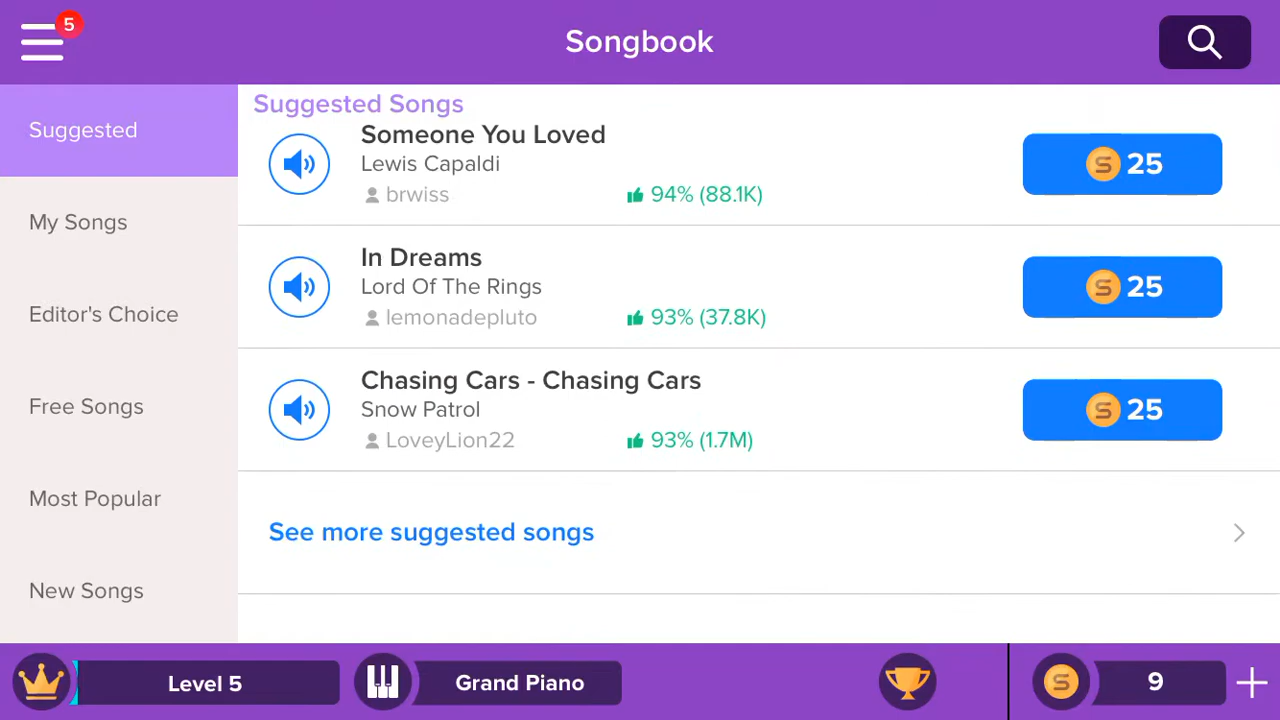 5
Songbook
Suggested
My Songs
Editor's Choice
Free Songs
Most Popular
New Songs
Suggested Songs
Someone You Loved
Lewis Capaldi
brwiss
94% (88.1K)
S 25
In Dreams
Lord Of The Rings
lemonadepluto
93% (37.8K)
S 25
Chasing Cars - Chasing Cars
Snow Patrol
LoveyLion22
93% (1.7M)
S 25
See more suggested songs
Level 5
Grand Piano
S 9